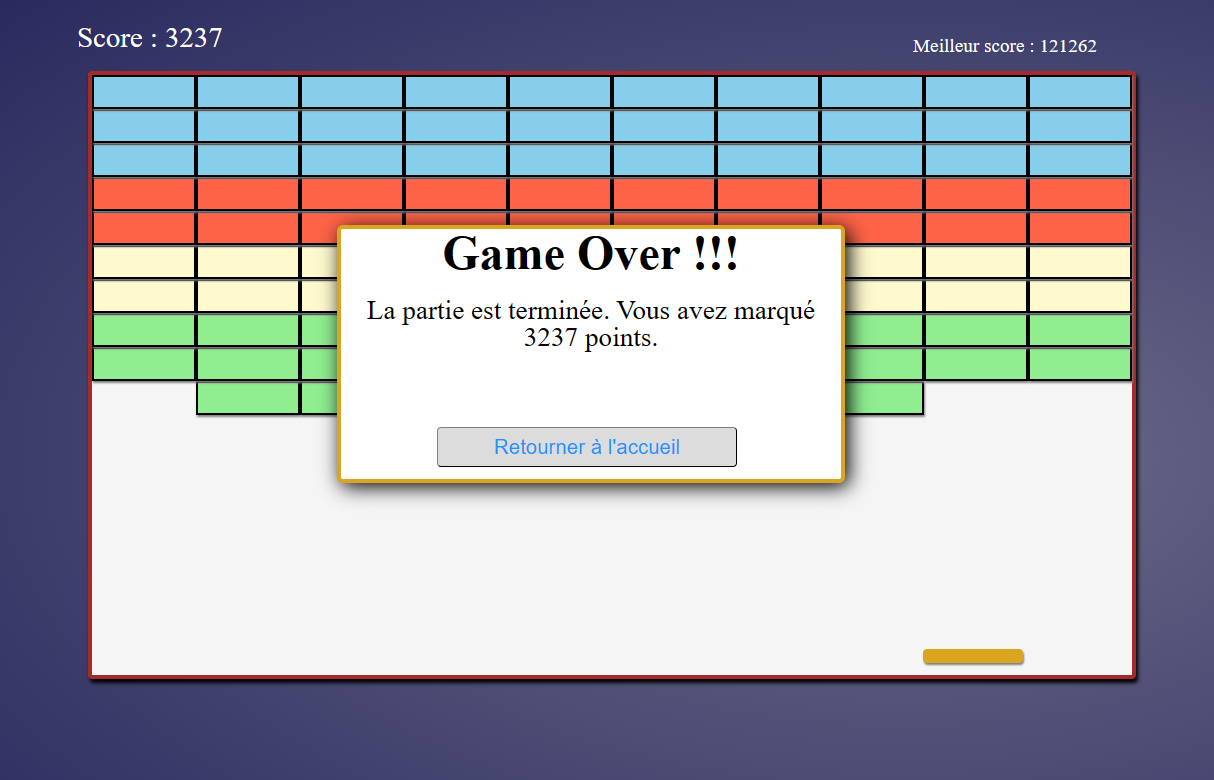 Score : 3237
Meilleur score : 121262
Game Over !!!
La partie est terminée. Vous avez marqué
3237 points.
Retourner à l'accueil